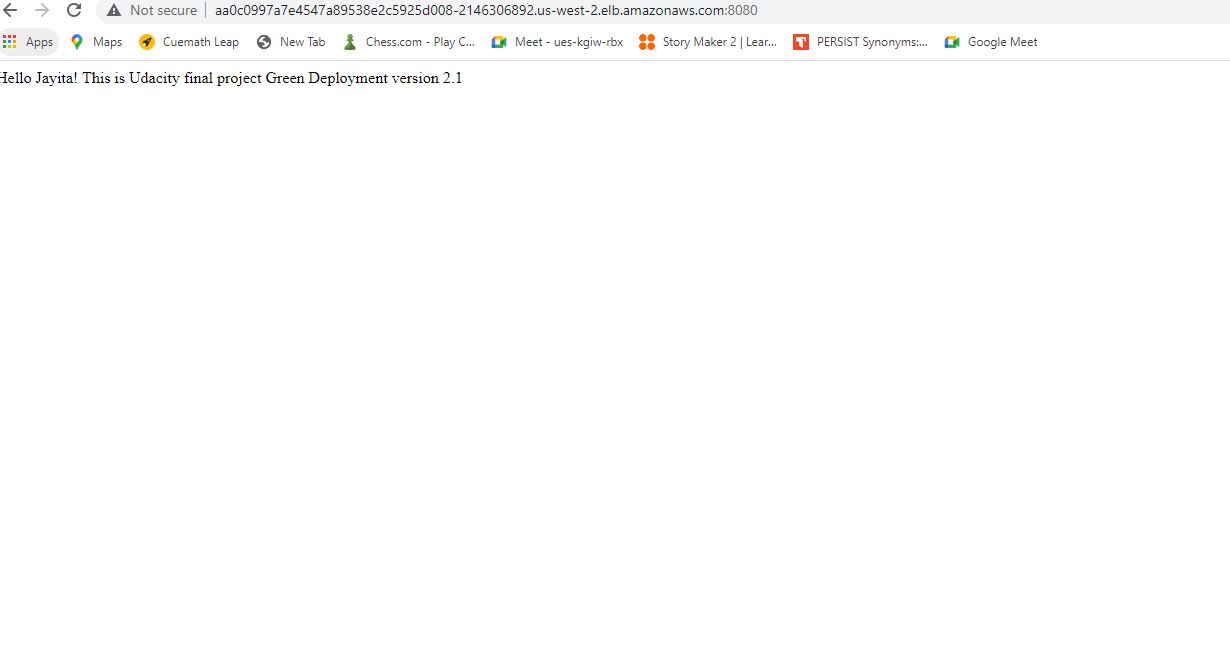 Not secure | aa0c0997a7e4547a89538e2c5925d008-2146306892.us-west-2.elb.amazonaws.com:8080
Apps Maps Cuemath Leap New Tab Chess.com - Play C... Meet - ues-kgiw-rbx Story Maker 2 | Lear... PERSIST Synonyms:... Google Meet
Hello Jayita! This is Udacity final project Green Deployment version 2.1